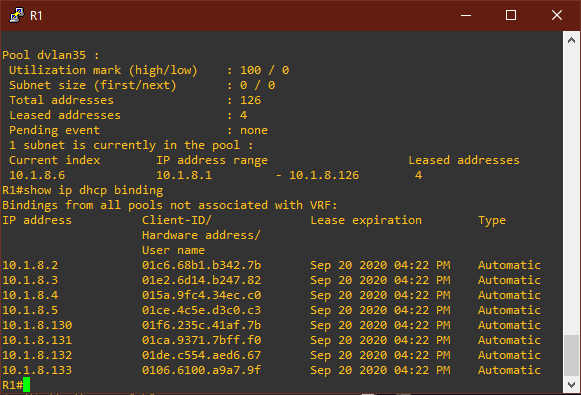 R1
Pool dvlan35 :
Utilization mark (high/low) : 100 / 0
Subnet size (first/next) : 0 / 0
Total addresses : 126
Leased addresses : 4
Pending event : none
1 subnet is currently in the pool :
Current index IP address range Leased addresses
10.1.8.6 10.1.8.1 - 10.1.8.126 4
R1#show ip dhcp binding
Bindings from all pools not associated with VRF:
IP address Client-ID/ Lease expiration Type
Hardware address/
User name
10.1.8.2 01c6.68b1.b342.7b Sep 20 2020 04:22 PM Automatic
10.1.8.3 01e2.6d14.b247.82 Sep 20 2020 04:22 PM Automatic
10.1.8.4 015a.9fc4.34ec.c0 Sep 20 2020 04:22 PM Automatic
10.1.8.5 01ce.4c5e.d3c0.c3 Sep 20 2020 04:22 PM Automatic
10.1.8.130 01f6.235c.41af.7b Sep 20 2020 04:22 PM Automatic
10.1.8.131 01ca.9371.7bff.f0 Sep 20 2020 04:22 PM Automatic
10.1.8.132 01de.c554.aed6.67 Sep 20 2020 04:22 PM Automatic
10.1.8.133 0106.6100.a9a7.9f Sep 20 2020 04:22 PM Automatic
R1#